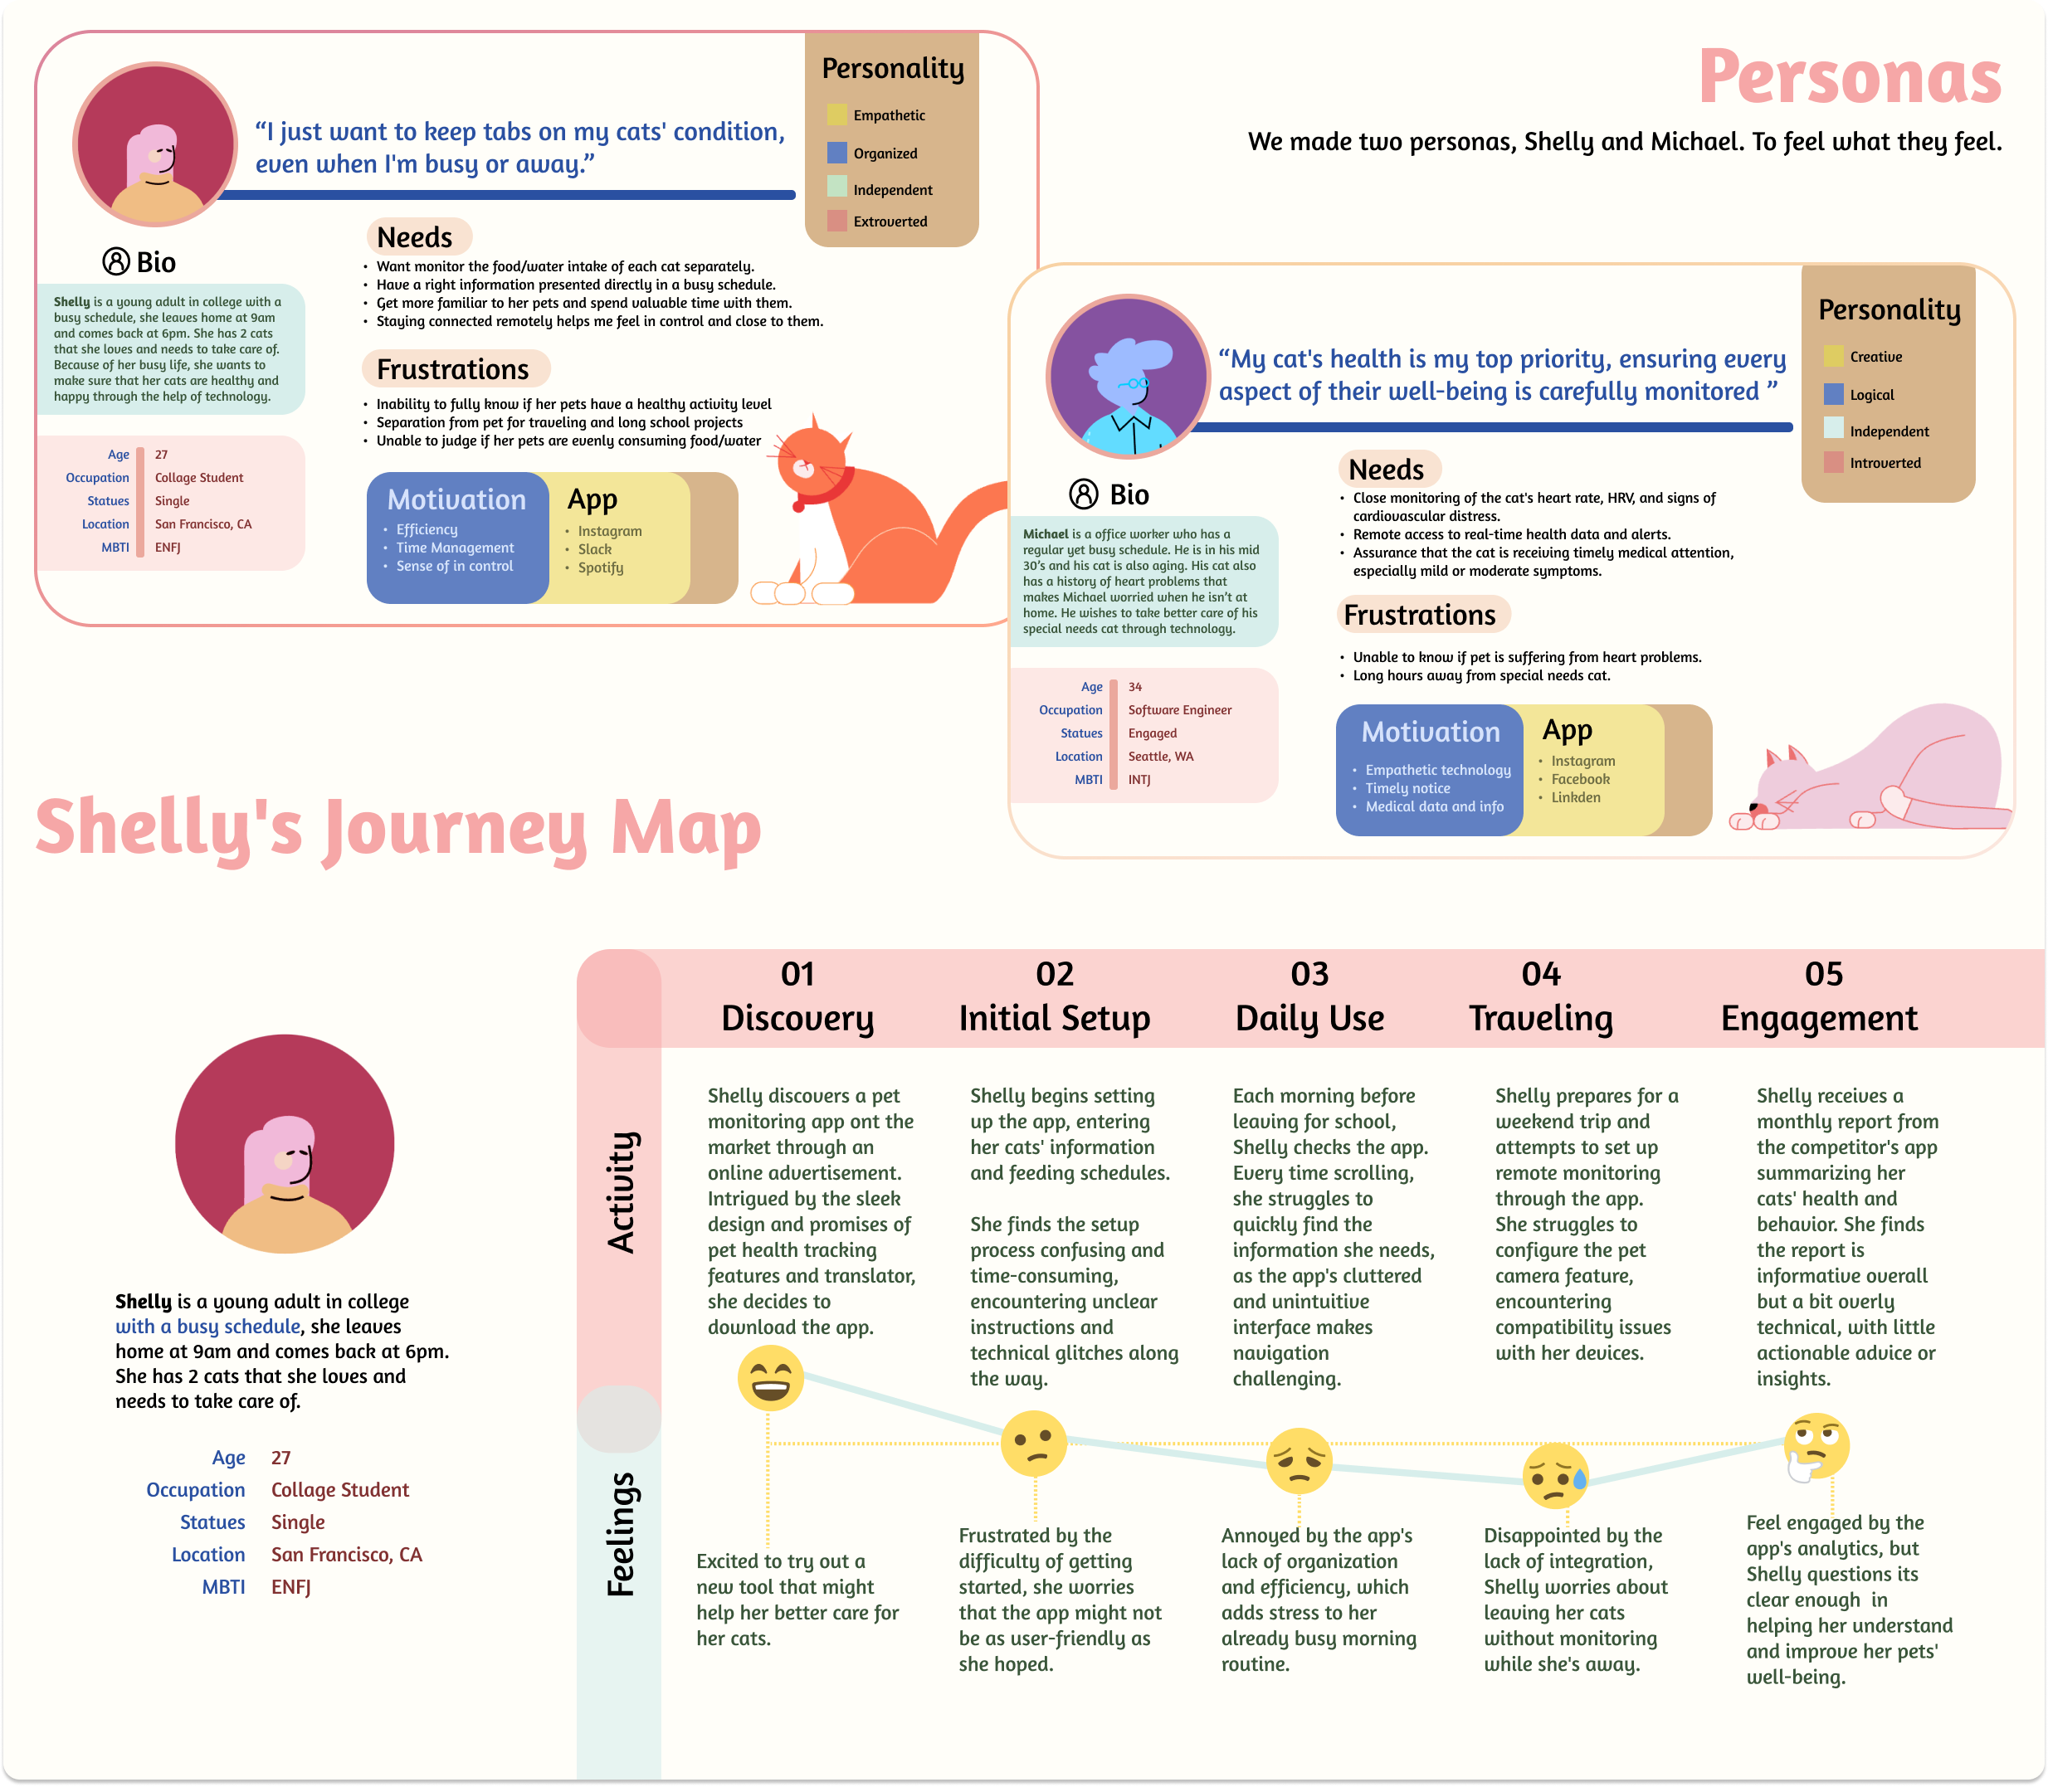 Personas
We made two personas, Shelly and Michael. To feel what they feel.
“I just want to keep tabs on my cats' condition,
even when I'm busy or away.”
Personality
Empathetic
Organized
Independent
Extroverted
Bio
Shelly is a young adult in college with a
busy schedule, she leaves home at 9am
and comes back at 6pm. She has 2 cats
that she loves and needs to take care of.
Because of her busy life, she wants to
make sure that her cats are healthy and
happy through the help of technology.
Age 27
Occupation Collage Student
Statues Single
Location San Francisco, CA
MBTI ENFJ
Needs
• Want monitor the food/water intake of each cat separately.
• Have a right information presented directly in a busy schedule.
• Get more familiar to her pets and spend valuable time with them.
• Staying connected remotely helps me feel in control and close to them.
Frustrations
• Inability to fully know if her pets have a healthy activity level
• Separation from pet for traveling and long school projects
• Unable to judge if her pets are evenly consuming food/water
Motivation
• Efficiency
• Time Management
• Sense of in control
App
• Instagram
• Slack
• Spotify
“My cat's health is my top priority, ensuring every
aspect of their well-being is carefully monitored ”
Personality
Creative
Logical
Independent
Introverted
Bio
Michael is a office worker who has a
regular yet busy schedule. He is in his mid
30’s and his cat is also aging. His cat also
has a history of heart problems that
makes Michael worried when he isn’t at
home. He wishes to take better care of his
special needs cat through technology.
Age 34
Occupation Software Engineer
Statues Engaged
Location Seattle, WA
MBTI INTJ
Needs
• Close monitoring of the cat's heart rate, HRV, and signs of
cardiovascular distress.
• Remote access to real-time health data and alerts.
• Assurance that the cat is receiving timely medical attention,
especially mild or moderate symptoms.
Frustrations
• Unable to know if pet is suffering from heart problems.
• Long hours away from special needs cat.
Motivation
• Empathetic technology
• Timely notice
• Medical data and info
App
• Instagram
• Facebook
• Linkden
Shelly's Journey Map
Shelly is a young adult in college
with a busy schedule, she leaves
home at 9am and comes back at 6pm.
She has 2 cats that she loves and
needs to take care of.
Age 27
Occupation Collage Student
Statues Single
Location San Francisco, CA
MBTI ENFJ
Activity
Feelings
01
Discovery
Shelly discovers a pet
monitoring app ont the
market through an
online advertisement.
Intrigued by the sleek
design and promises of
pet health tracking
features and translator,
she decides to
download the app.
Excited to try out a
new tool that might
help her better care for
her cats.
02
Initial Setup
Shelly begins setting
up the app, entering
her cats' information
and feeding schedules.
She finds the setup
process confusing and
time-consuming,
encountering unclear
instructions and
technical glitches along
the way.
Frustrated by the
difficulty of getting
started, she worries
that the app might not
be as user-friendly as
she hoped.
03
Daily Use
Each morning before
leaving for school,
Shelly checks the app.
Every time scrolling,
she struggles to
quickly find the
information she needs,
as the app's cluttered
and unintuitive
interface makes
navigation
challenging.
Annoyed by the app's
lack of organization
and efficiency, which
adds stress to her
already busy morning
routine.
04
Traveling
Shelly prepares for a
weekend trip and
attempts to set up
remote monitoring
through the app.
She struggles to
configure the pet
camera feature,
encountering
compatibility issues
with her devices.
Disappointed by the
lack of integration,
Shelly worries about
leaving her cats
without monitoring
while she's away.
05
Engagement
Shelly receives a
monthly report from
the competitor's app
summarizing her
cats' health and
behavior. She finds
the report is
informative overall
but a bit overly
technical, with little
actionable advice or
insights.
Feel engaged by the
app's analytics, but
Shelly questions its
clear enough  in
helping her understand
and improve her pets'
well-being.